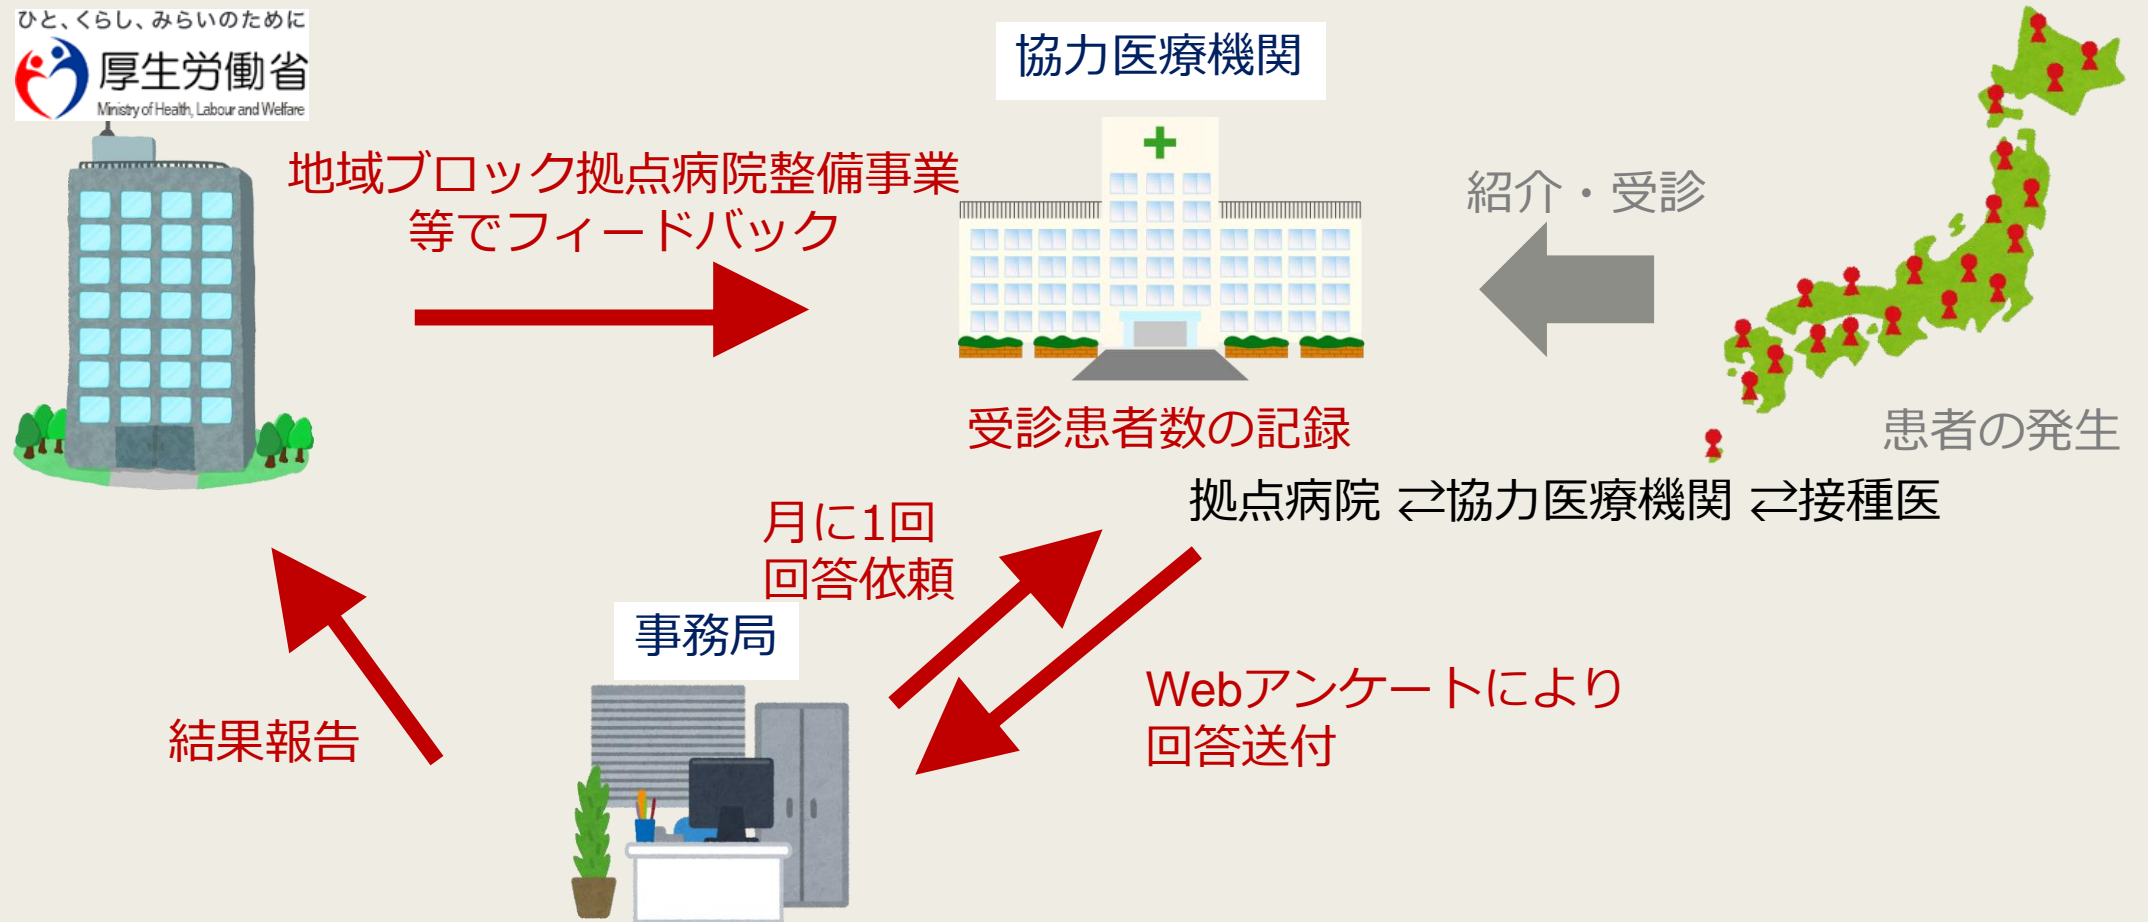 ひと、くらし、みらいのために
厚生労働省
Ministry of Health, Labour and Welfare
協力医療機関
地域ブロック拠点病院整備事業
等でフィードバック
紹介・受診
受診患者数の記録
患者の発生
拠点病院 ⇄協力医療機関 ⇄接種医
月に1回
回答依頼
事務局
Webアンケートにより
回答送付
結果報告